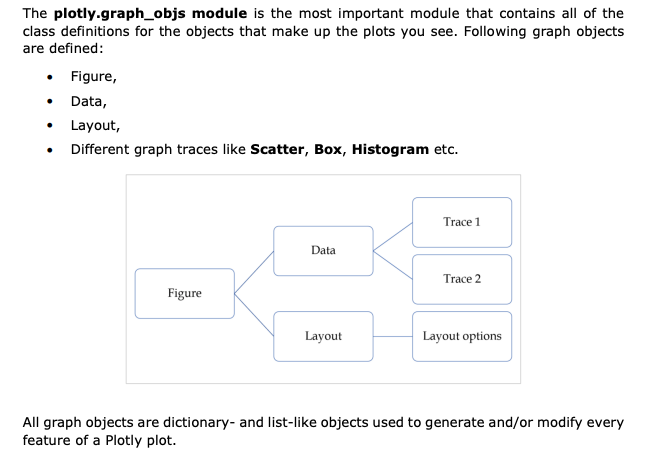 The plotly.graph_objs module is the most important module that contains all of the
class definitions for the objects that make up the plots you see. Following graph objects
are defined:
• Figure,
• Data,
• Layout,
• Different graph traces like Scatter, Box, Histogram etc.
Trace 1
Data
Trace 2
Figure
Layout
Layout options
All graph objects are dictionary- and list-like objects used to generate and/or modify every
feature of a Plotly plot.